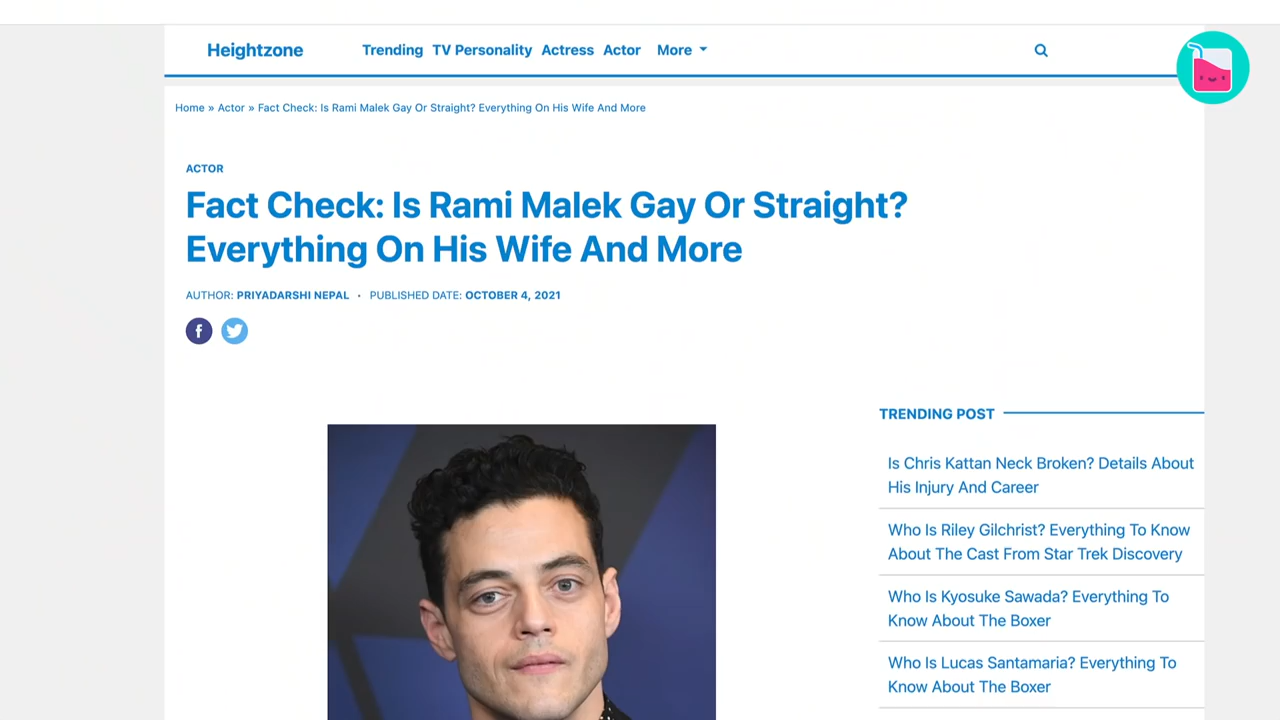 Heightzone
Trending TV Personality Actress Actor More
Home » Actor » Fact Check: Is Rami Malek Gay Or Straight? Everything On His Wife And More
ACTOR
Fact Check: Is Rami Malek Gay Or Straight?
Everything On His Wife And More
AUTHOR: PRIYADARSHI NEPAL · PUBLISHED DATE: OCTOBER 4, 2021
TRENDING POST
Is Chris Kattan Neck Broken? Details About
His Injury And Career
Who Is Riley Gilchrist? Everything To Know
About The Cast From Star Trek Discovery
Who Is Kyosuke Sawada? Everything To
Know About The Boxer
Who Is Lucas Santamaria? Everything To
Know About The Boxer